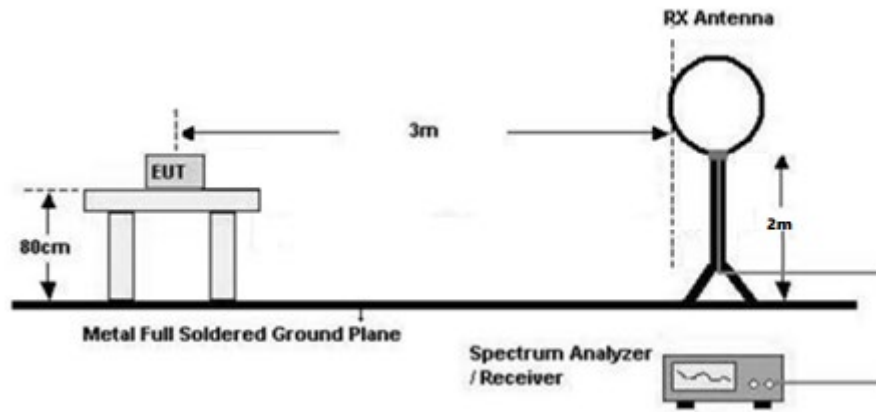 RX Antenna
3m
EUT
80cm
2m
Metal Full Soldered Ground Plane
Spectrum Analyzer
/ Receiver